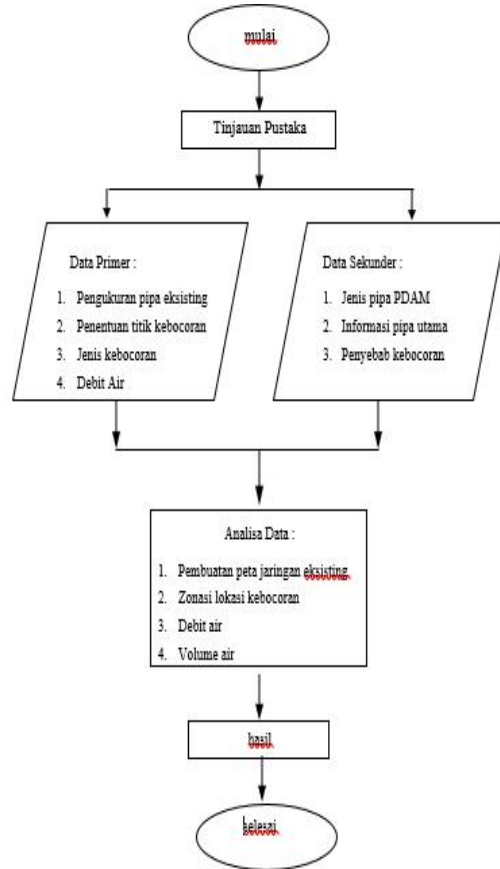 mulai
Tinjauan Pustaka
Data Primer :
1. Pengukuran pipa eksisting
2. Penentuan titik kebocoran
3. Jenis kebocoran
4. Debit Air
Data Sekunder :
1. Jenis pipa PDAM
2. Informasi pipa utama
3. Penyebab kebocoran
Analisa Data :
1. Pembuatan peta jaringan eksisting
2. Zonasi lokasi kebocoran
3. Debit air
4. Volume air
hasil
selesai